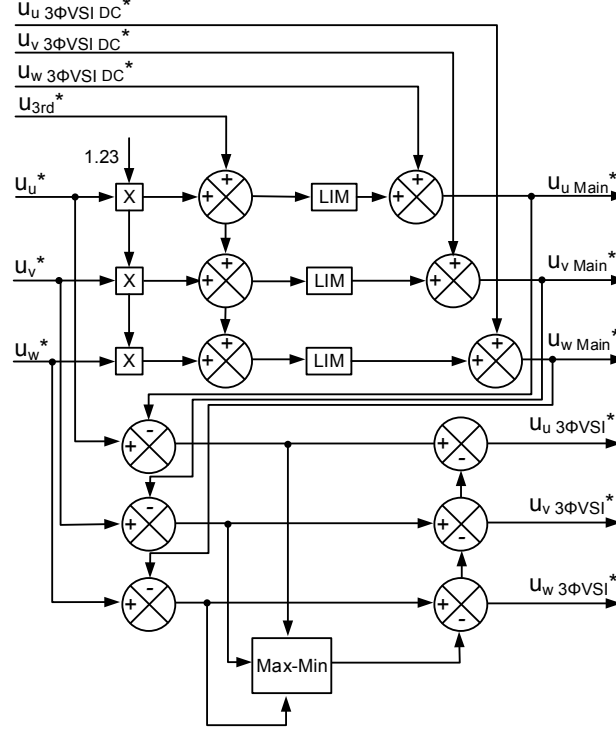 u_u 3ΦVSI DC*
u_v 3ΦVSI DC*
u_w 3ΦVSI DC*
u_3rd*
1.23
u_u*
X
+
+
LIM
+
+
u_u Main*
u_v*
X
+
+
LIM
+
+
u_v Main*
u_w*
X
+
+
LIM
+
+
u_w Main*
-
+
+
-
u_u 3ΦVSI*
-
+
+
-
u_v 3ΦVSI*
-
+
+
-
u_w 3ΦVSI*
Max-Min